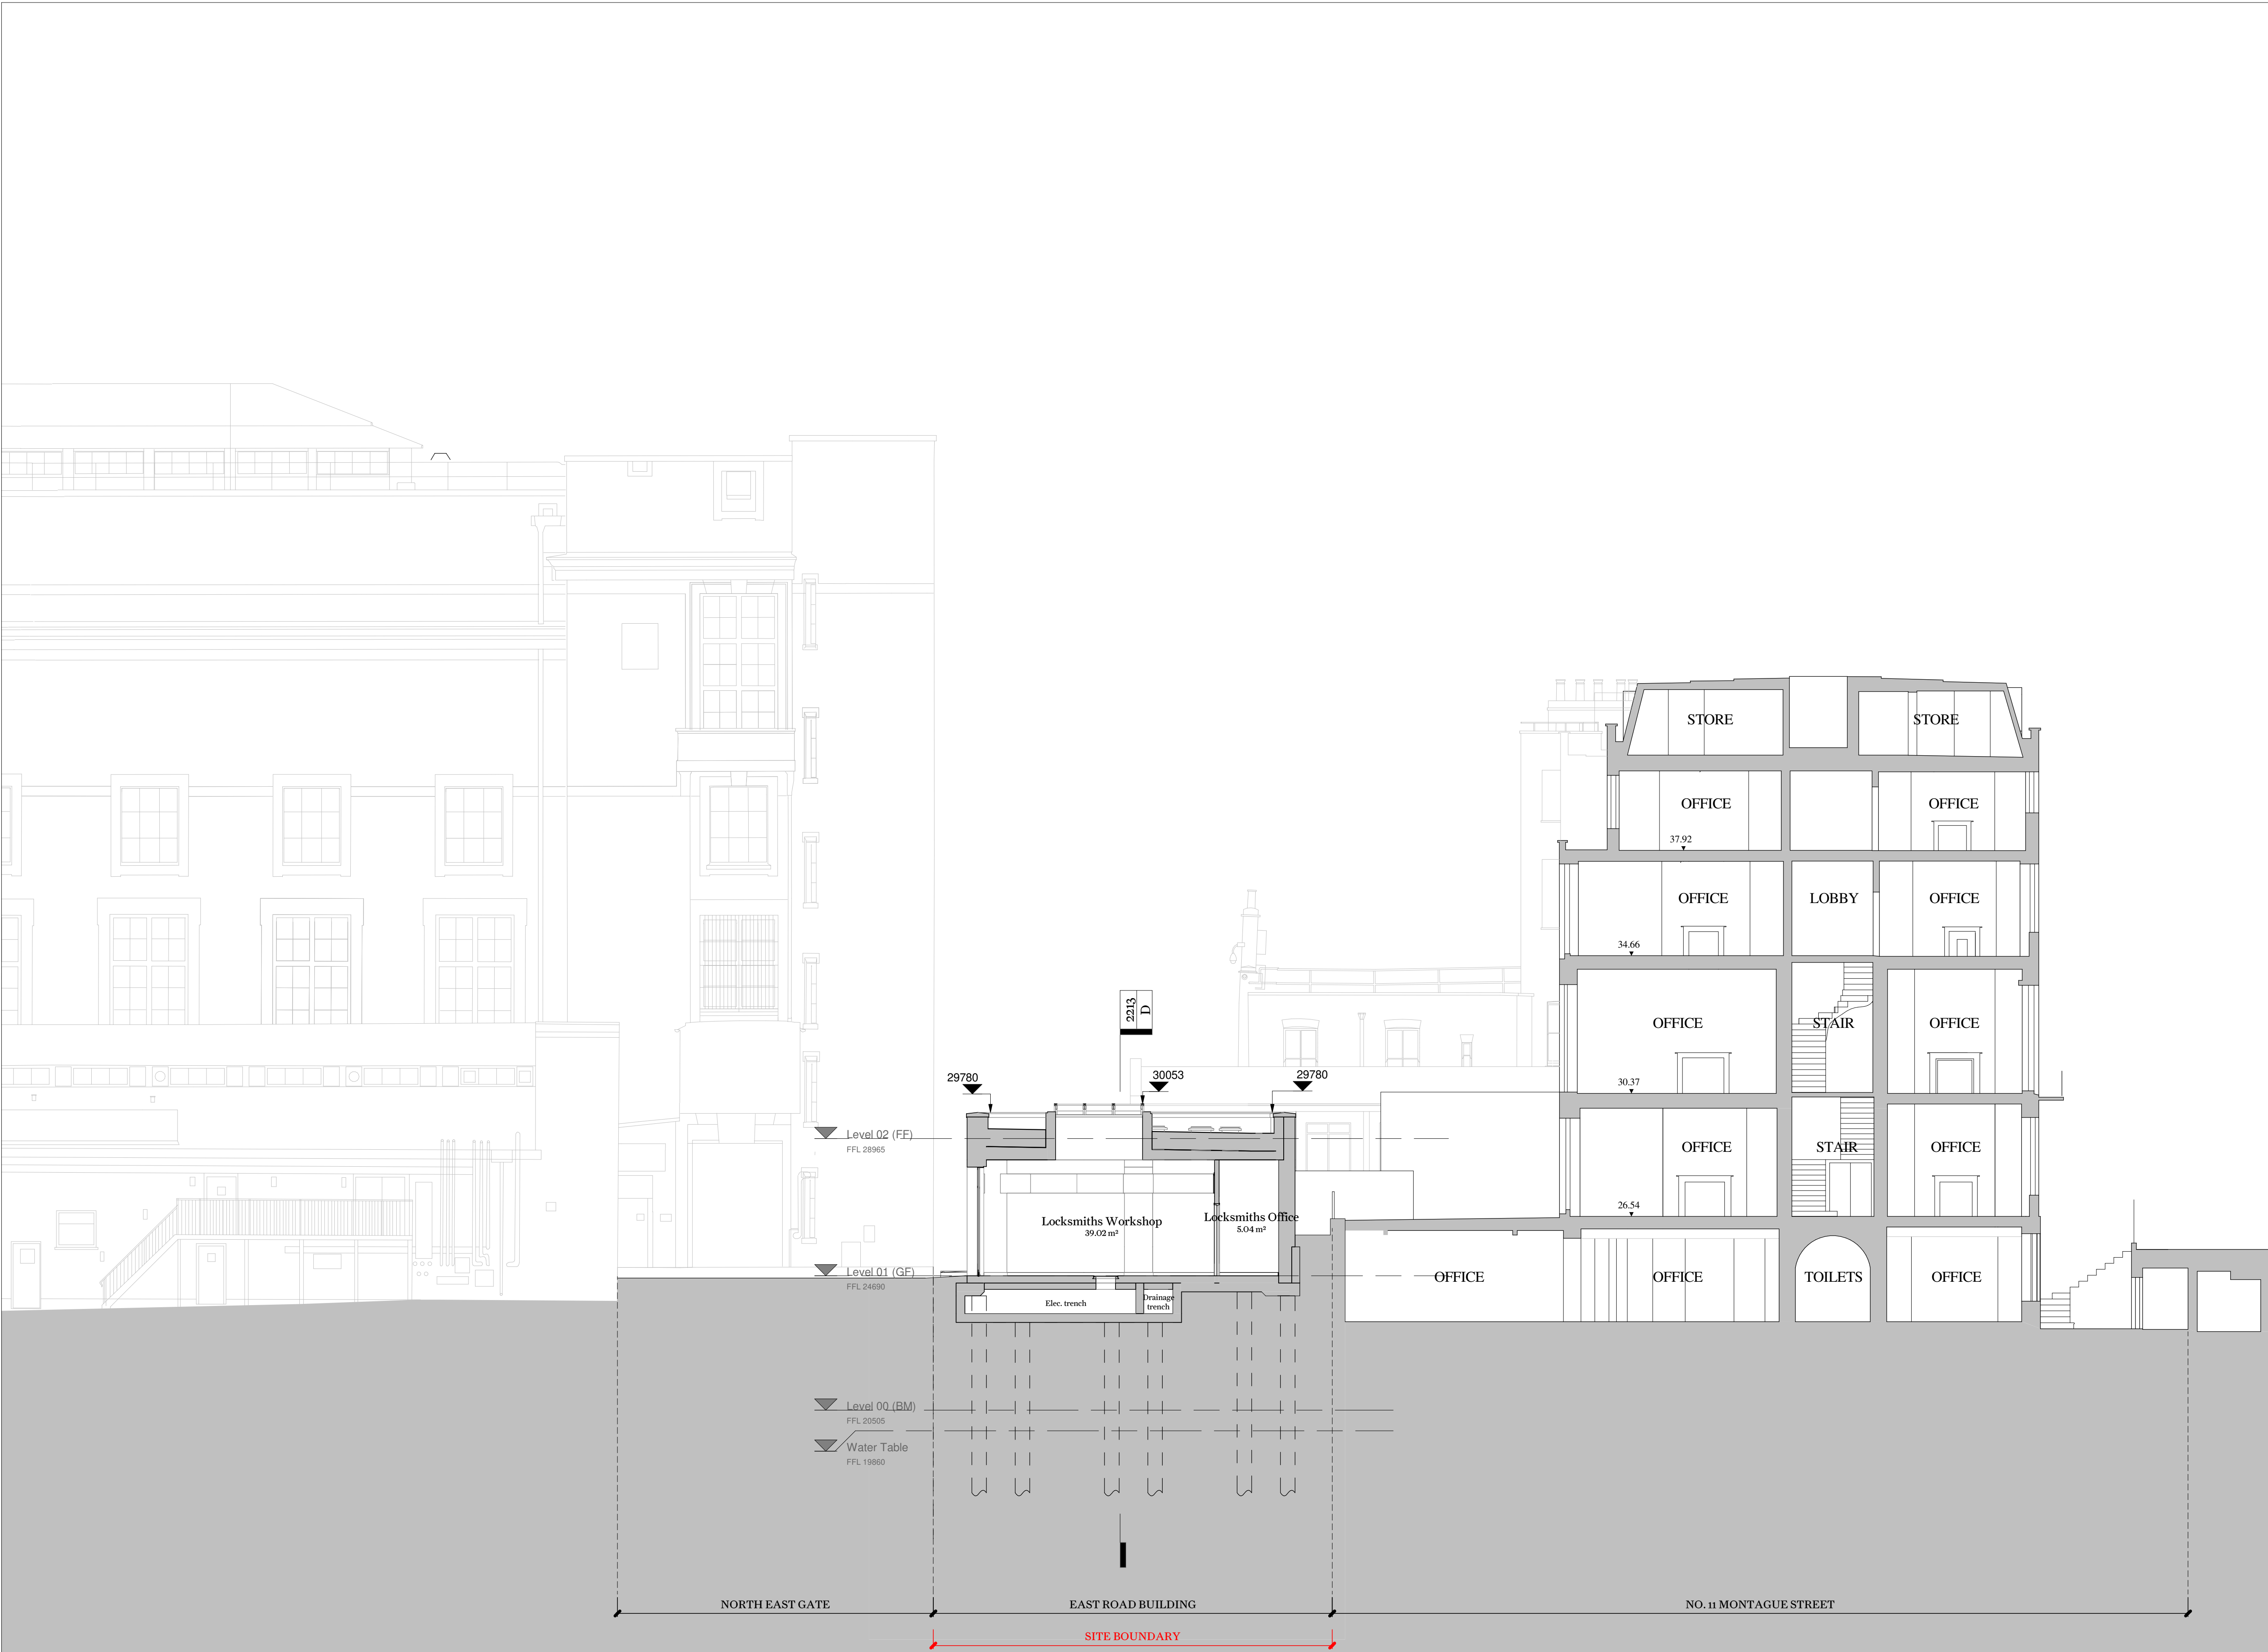 STORE
STORE
OFFICE
OFFICE
37.92
OFFICE
LOBBY
OFFICE
34.66
2213
D
OFFICE
STAIR
OFFICE
29780
30053
29780
30.37
Level 02 (FF)
FFL 28965
OFFICE
STAIR
OFFICE
26.54
Locksmiths Workshop
39.02 m²
Locksmiths Office
5.04 m²
Level 01 (GF)
FFL 24690
OFFICE
OFFICE
TOILETS
OFFICE
Elec. trench
Drainage
trench
Level 00 (BM)
FFL 20505
Water Table
FFL 19860
NORTH EAST GATE
EAST ROAD BUILDING
NO. 11 MONTAGUE STREET
SITE BOUNDARY